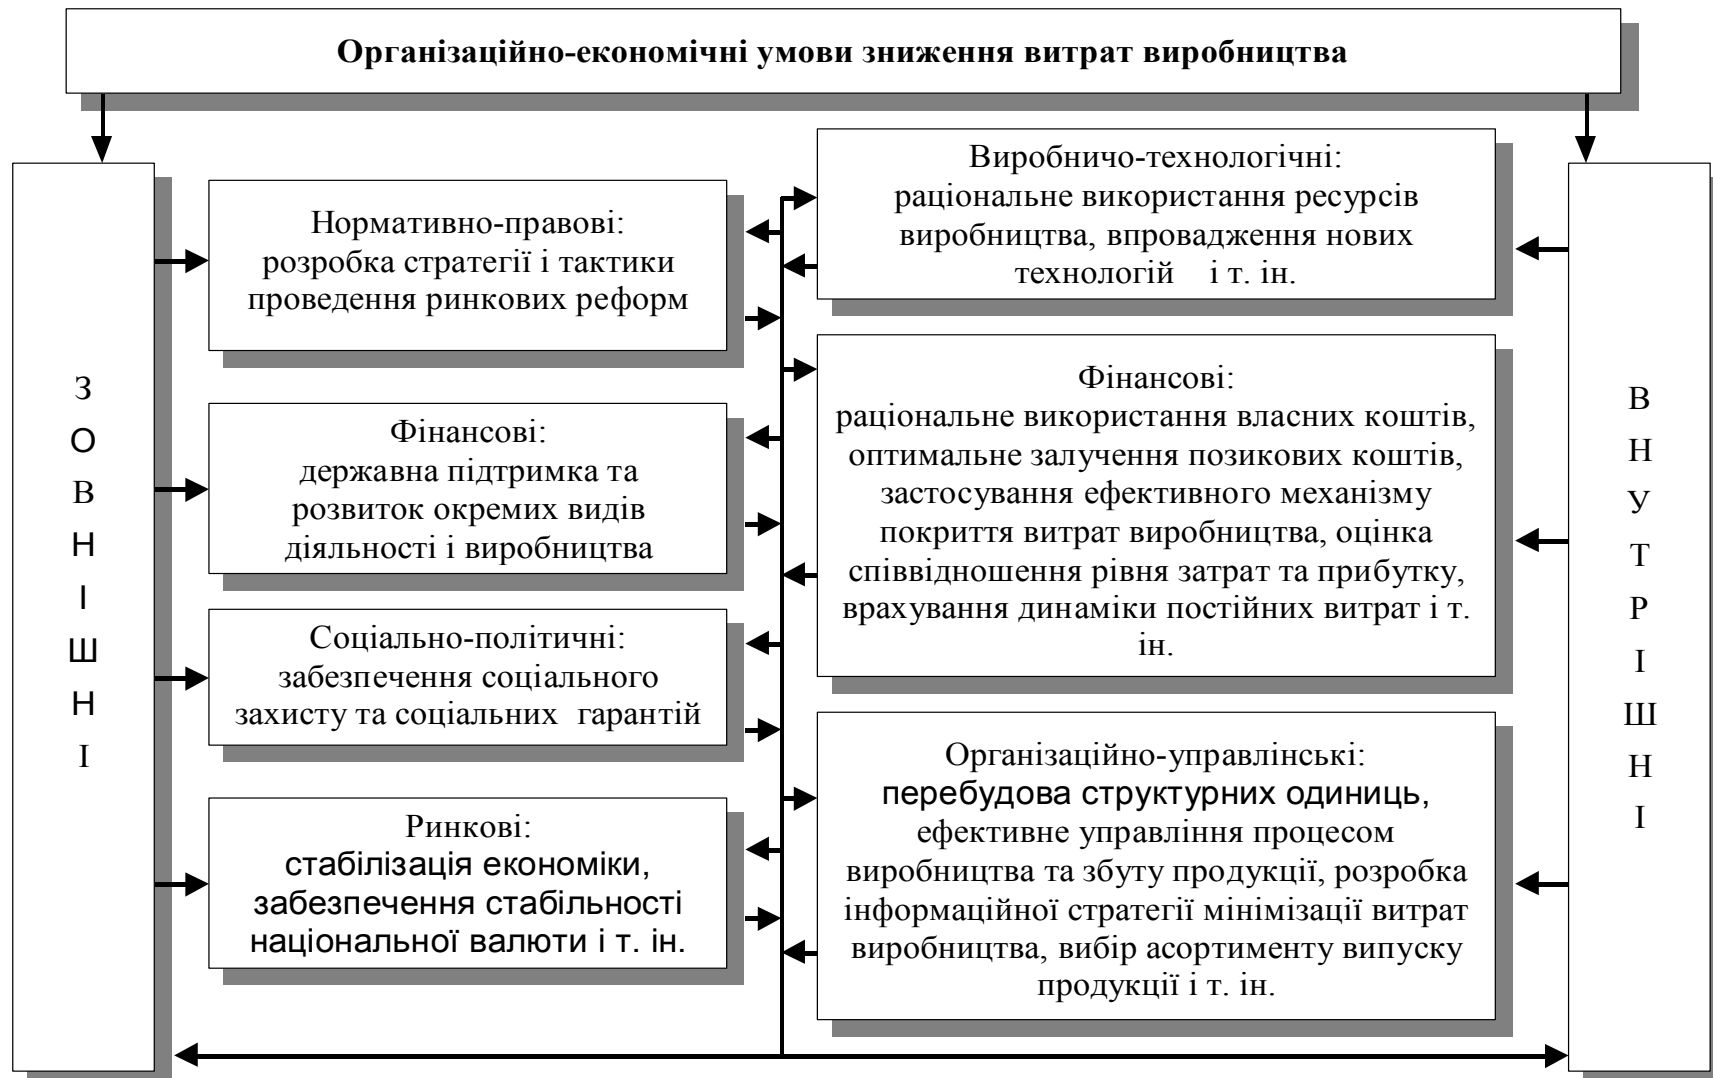 Організаційно-економічні умови зниження витрат виробництва
З
О
В
Н
І
Ш
Н
І
Нормативно-правові:
розробка стратегії і тактики
проведення ринкових реформ
Фінансові:
державна підтримка та
розвиток окремих видів
діяльності і виробництва
Соціально-політичні:
забезпечення соціального
захисту та соціальних гарантій
Ринкові:
стабілізація економіки,
забезпечення стабільності
національної валюти і т. ін.
Виробничо-технологічні:
раціональне використання ресурсів
виробництва, впровадження нових
технологій і т. ін.
Фінансові:
раціональне використання власних коштів,
оптимальне залучення позикових коштів,
застосування ефективного механізму
покриття витрат виробництва, оцінка
співвідношення рівня затрат та прибутку,
врахування динаміки постійних витрат і т.
ін.
Організаційно-управлінські:
перебудова структурних одиниць,
ефективне управління процесом
виробництва та збуту продукції, розробка
інформаційної стратегії мінімізації витрат
виробництва, вибір асортименту випуску
продукції і т. ін.
В
Н
У
Т
Р
І
Ш
Н
І